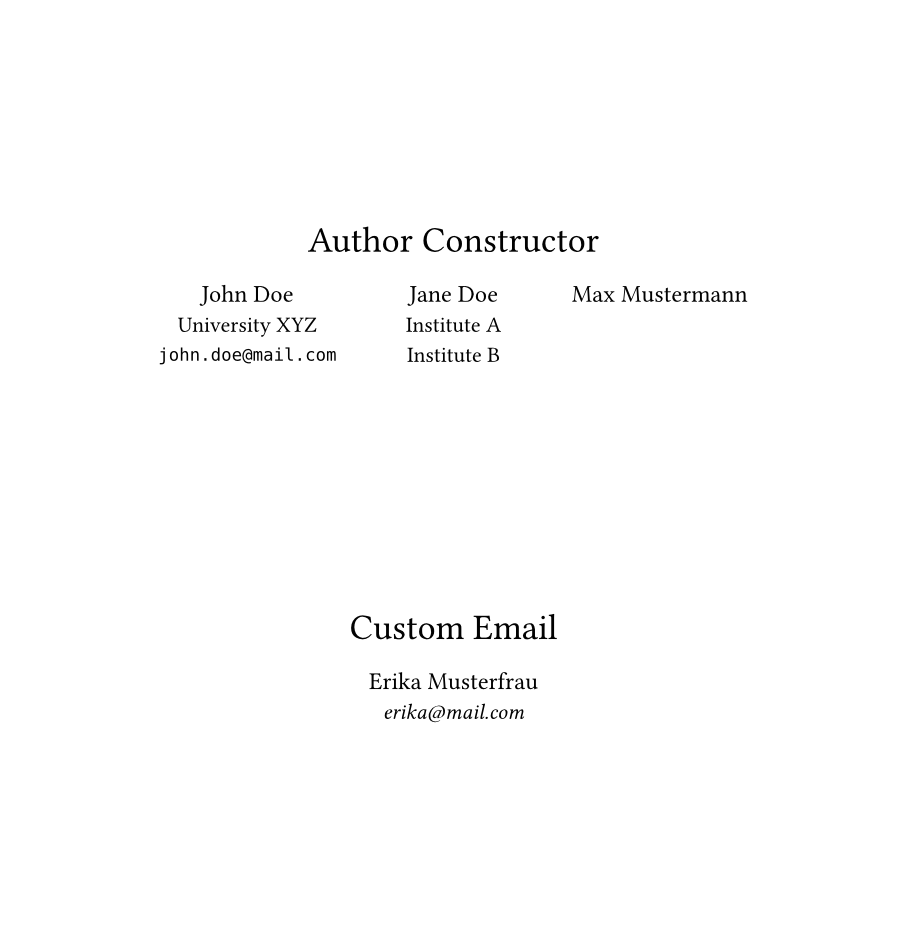 Author Constructor
John Doe
University XYZ
john.doe@mail.com
Jane Doe
Institute A
Institute B
Max Mustermann
Custom Email
Erika Musterfrau
erika@mail.com